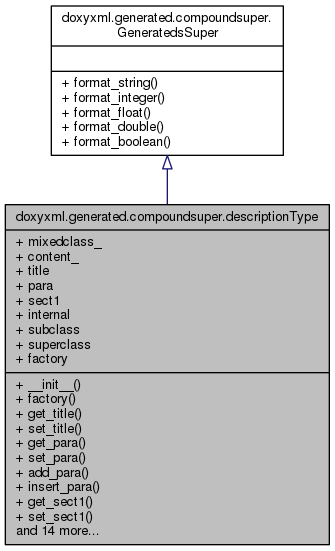 doxyxml.generated.compoundsuper.
GeneratedsSuper
+ format_string()
+ format_integer()
+ format_float()
+ format_double()
+ format_boolean()
doxyxml.generated.compoundsuper.descriptionType
+ mixedclass_
+ content_
+ title
+ para
+ sect1
+ internal
+ subclass
+ superclass
+ factory
+ __init__()
+ factory()
+ get_title()
+ set_title()
+ get_para()
+ set_para()
+ add_para()
+ insert_para()
+ get_sect1()
+ set_sect1()
and 14 more...